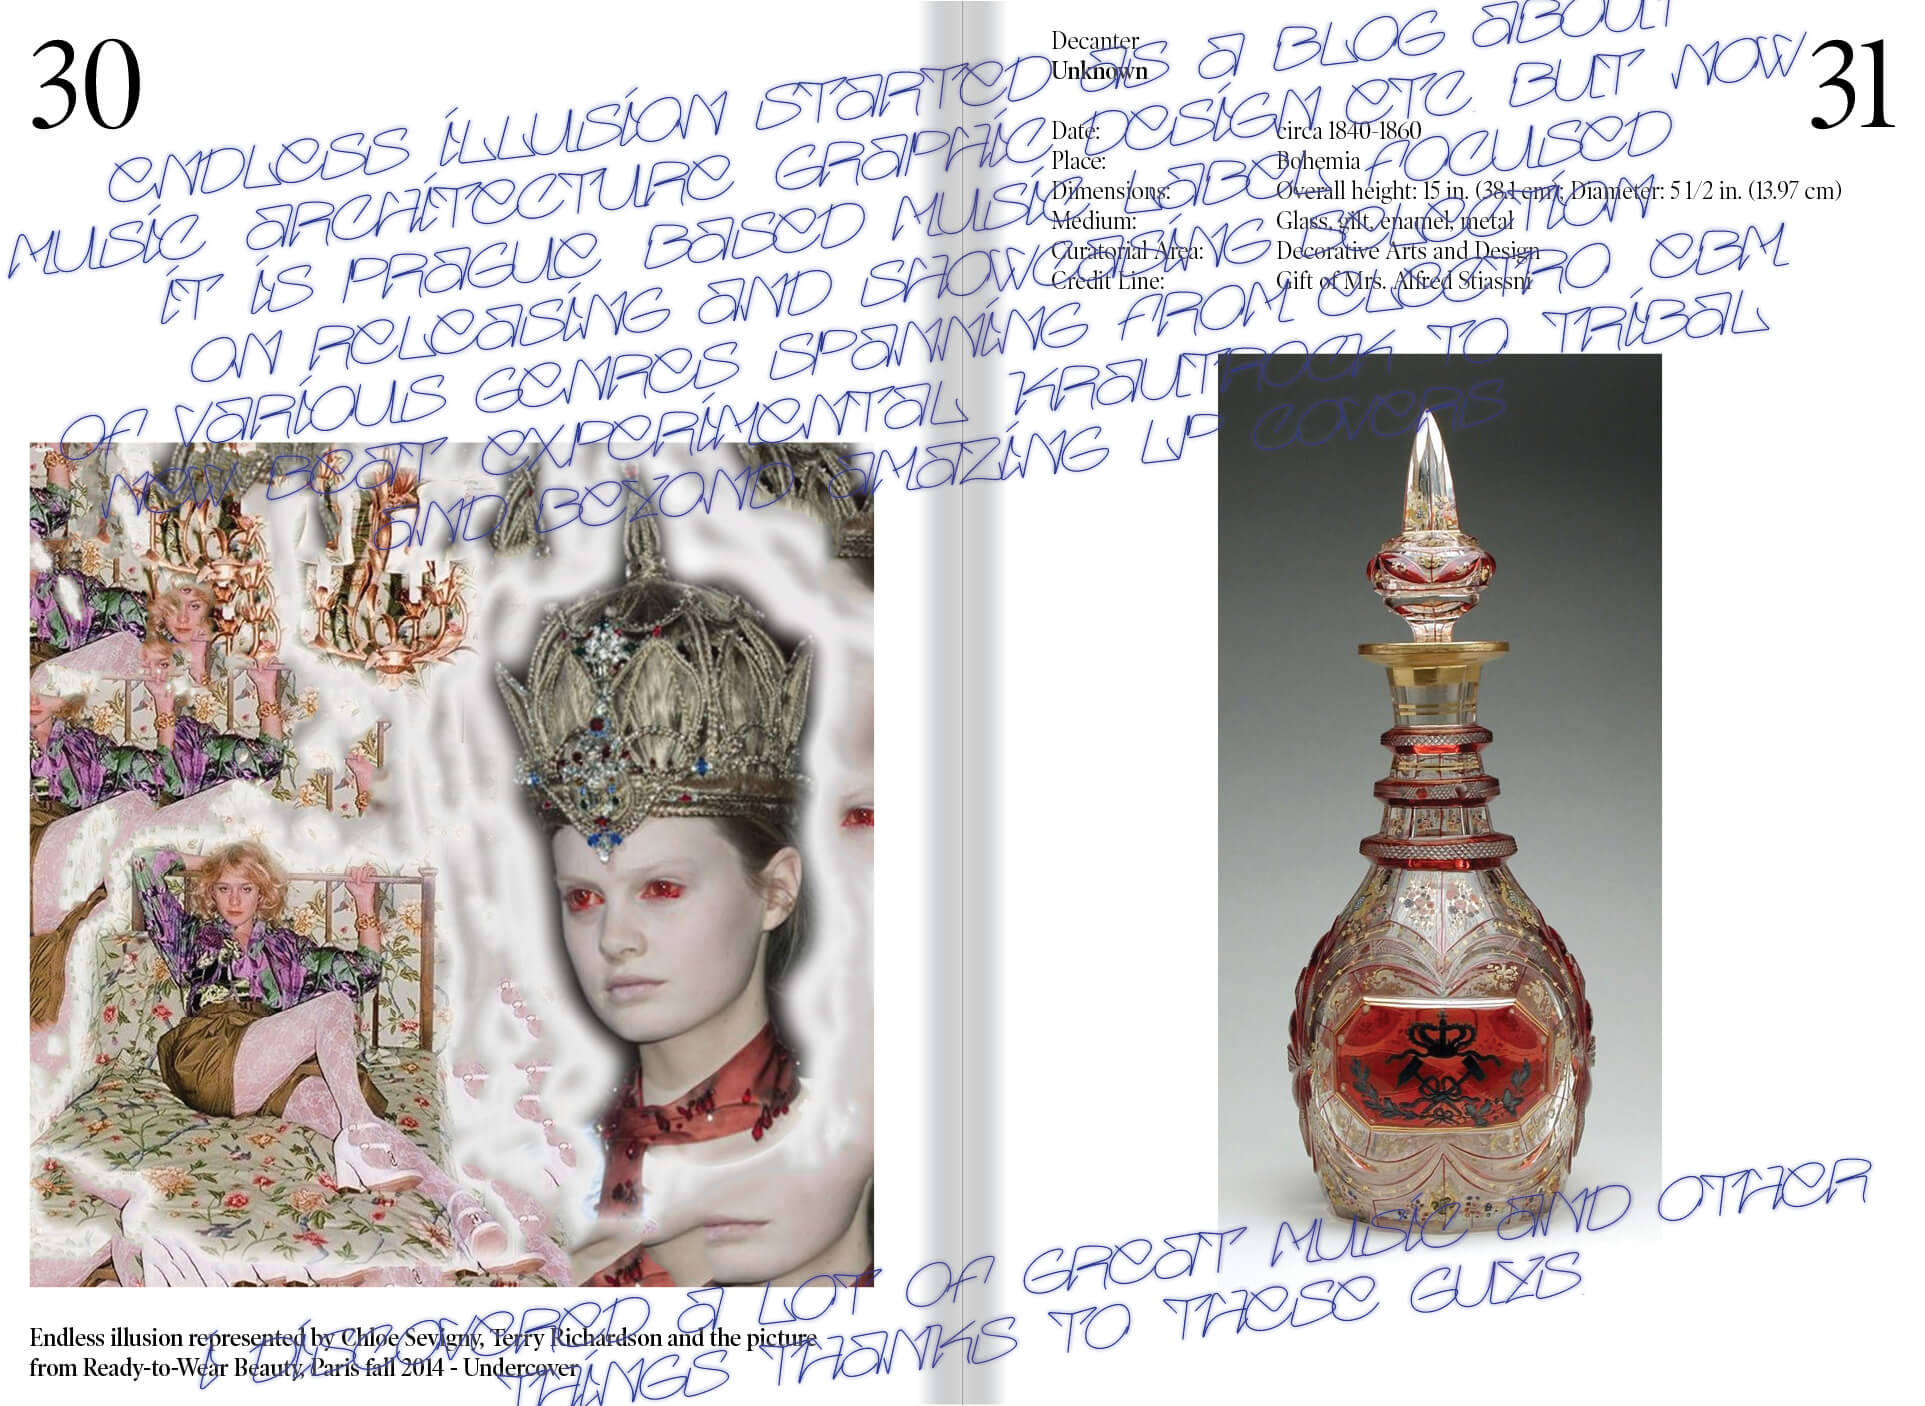 30
31
Decanter
Unknown
Date: circa 1840-1860
Place: Bohemia
Dimensions: Overall height: 15 in. (38.1 cm); Diameter: 5 1/2 in. (13.97 cm)
Medium: Glass, gilt, enamel, metal
Curatorial Area: Decorative Arts and Design
Credit Line: Gift of Mrs. Alfred Stiassni
ENDLESS ILLUSION STARTED AS A BLOG ABOUT
MUSIC ARCHITECTURE GRAPHIC DESIGN ETC BUT NOW
IT IS PRAGUE BASED MUSIC LABEL FOCUSED
ON RELEASING AND SHOWCASING
OF VARIOUS GENRES SPANNING FROM ELECTRO EBM
NEW BEAT EXPERIMENTAL KRAUTROCK TO TRIBAL
AND BEYOND AMAZING LP COVERS
I DISCOVERED A LOT OF GREAT MUSIC AND OTHER
THINGS THANKS TO THESE GUYS
Endless illusion represented by Chloe Sevigny, Terry Richardson and the picture
from Ready-to-Wear Beauty, Paris fall 2014 - Undercover